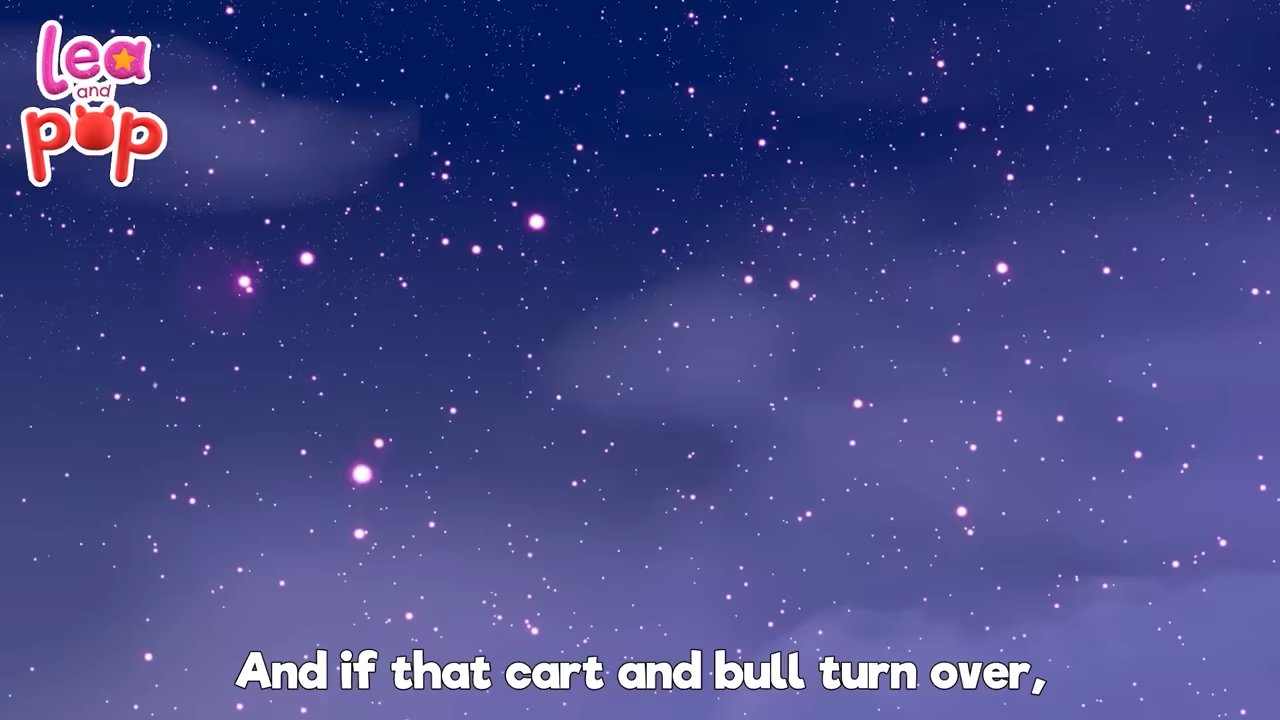 Lea
and
pop
And if that cart and bull turn over,